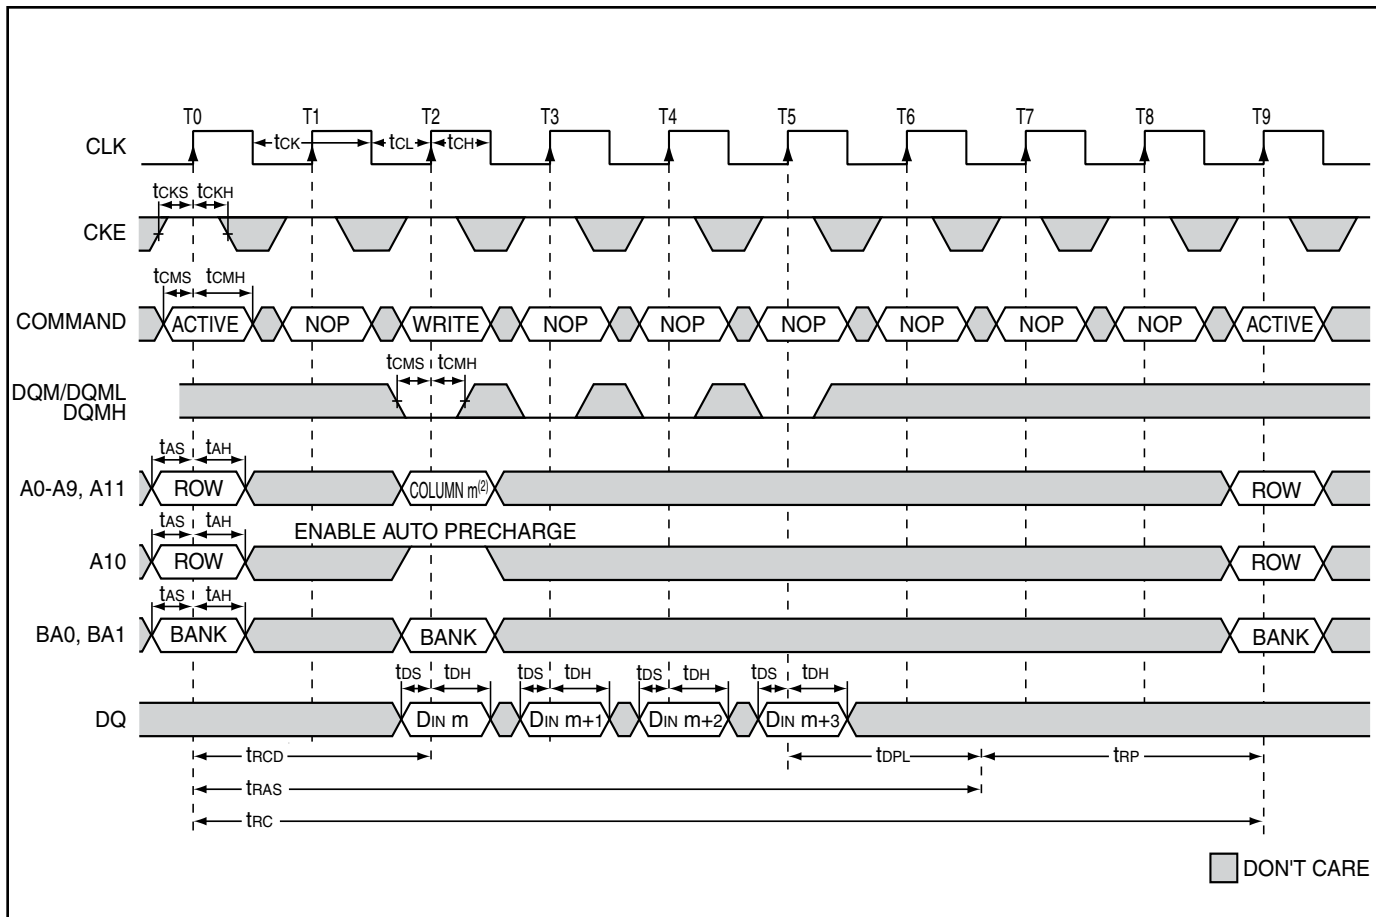 T0 T1 T2 T3 T4 T5 T6 T7 T8 T9
CLK tCK tCL tCH
tCKS tCKH
CKE
tCMS tCMH
COMMAND ACTIVE NOP WRITE NOP NOP NOP NOP NOP NOP ACTIVE
tCMS tCMH
DQM/DQML
DQMH
tAS tAH
A0-A9, A11 ROW COLUMN m(2) ROW
tAS tAH ENABLE AUTO PRECHARGE
A10 ROW ROW
tAS tAH
BA0, BA1 BANK BANK BANK
tDS tDH tDS tDH tDS tDH tDS tDH
DQ DIN m DIN m+1 DIN m+2 DIN m+3
tRCD tDPL tRP
tRAS
tRC
DON'T CARE